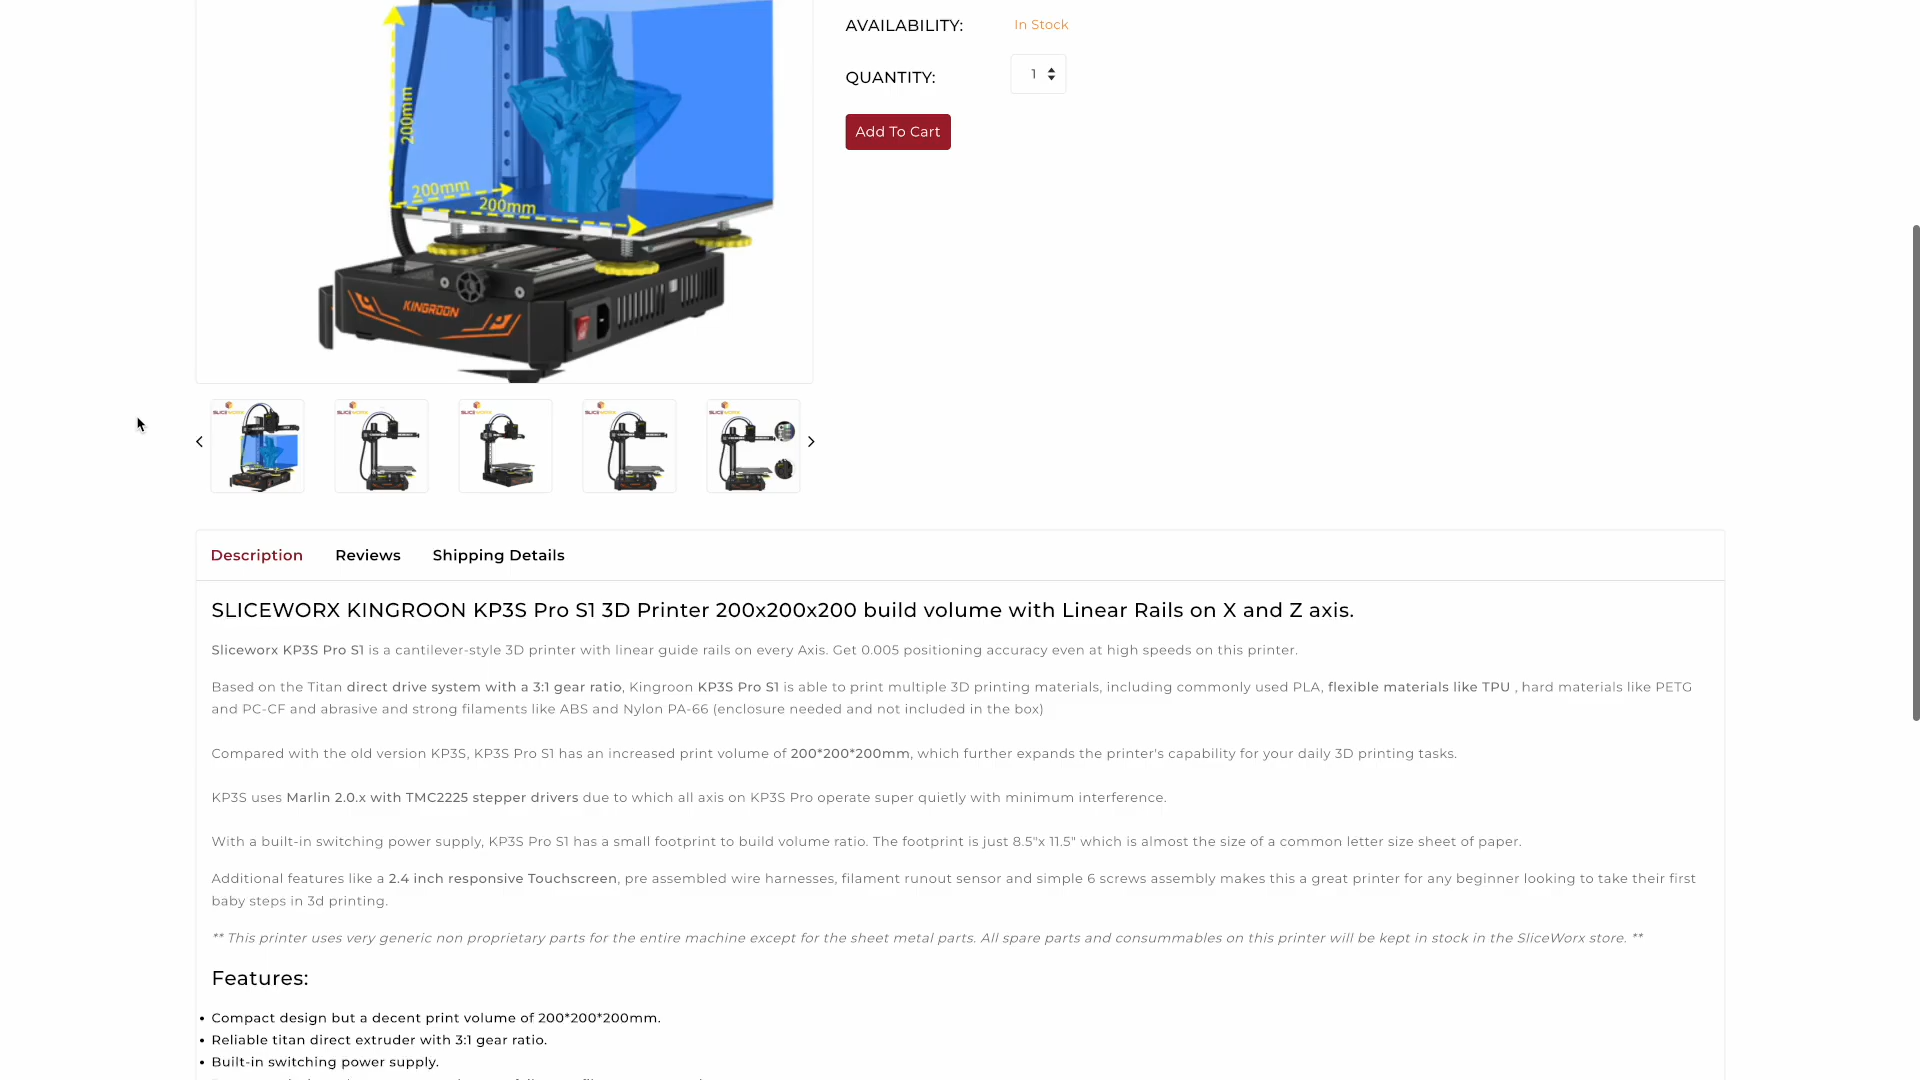 AVAILABILITY: In Stock
200mm
QUANTITY: 1
Add To Cart
200mm
200mm
KINGROON
Description Reviews Shipping Details
SLICEWORX KINGROON KP3S Pro S1 3D Printer 200x200x200 build volume with Linear Rails on X and Z axis.
Sliceworx KP3S Pro S1 is a cantilever-style 3D printer with linear guide rails on every Axis. Get 0.005 positioning accuracy even at high speeds on this printer.
Based on the Titan direct drive system with a 3:1 gear ratio, Kingroon KP3S Pro S1 is able to print multiple 3D printing materials, including commonly used PLA, flexible materials like TPU , hard materials like PETG
and PC-CF and abrasive and strong filaments like ABS and Nylon PA-66 (enclosure needed and not included in the box)
Compared with the old version KP3S, KP3S Pro S1 has an increased print volume of 200*200*200mm, which further expands the printer's capability for your daily 3D printing tasks.
KP3S uses Marlin 2.0.x with TMC2225 stepper drivers due to which all axis on KP3S Pro operate super quietly with minimum interference.
With a built-in switching power supply, KP3S Pro S1 has a small footprint to build volume ratio. The footprint is just 8.5"x 11.5" which is almost the size of a common letter size sheet of paper.
Additional features like a 2.4 inch responsive Touchscreen, pre assembled wire harnesses, filament runout sensor and simple 6 screws assembly makes this a great printer for any beginner looking to take their first
baby steps in 3d printing.
** This printer uses very generic non proprietary parts for the entire machine except for the sheet metal parts. All spare parts and consummables on this printer will be kept in stock in the SliceWorx store. **
Features:
• Compact design but a decent print volume of 200*200*200mm.
• Reliable titan direct extruder with 3:1 gear ratio.
• Built-in switching power supply.